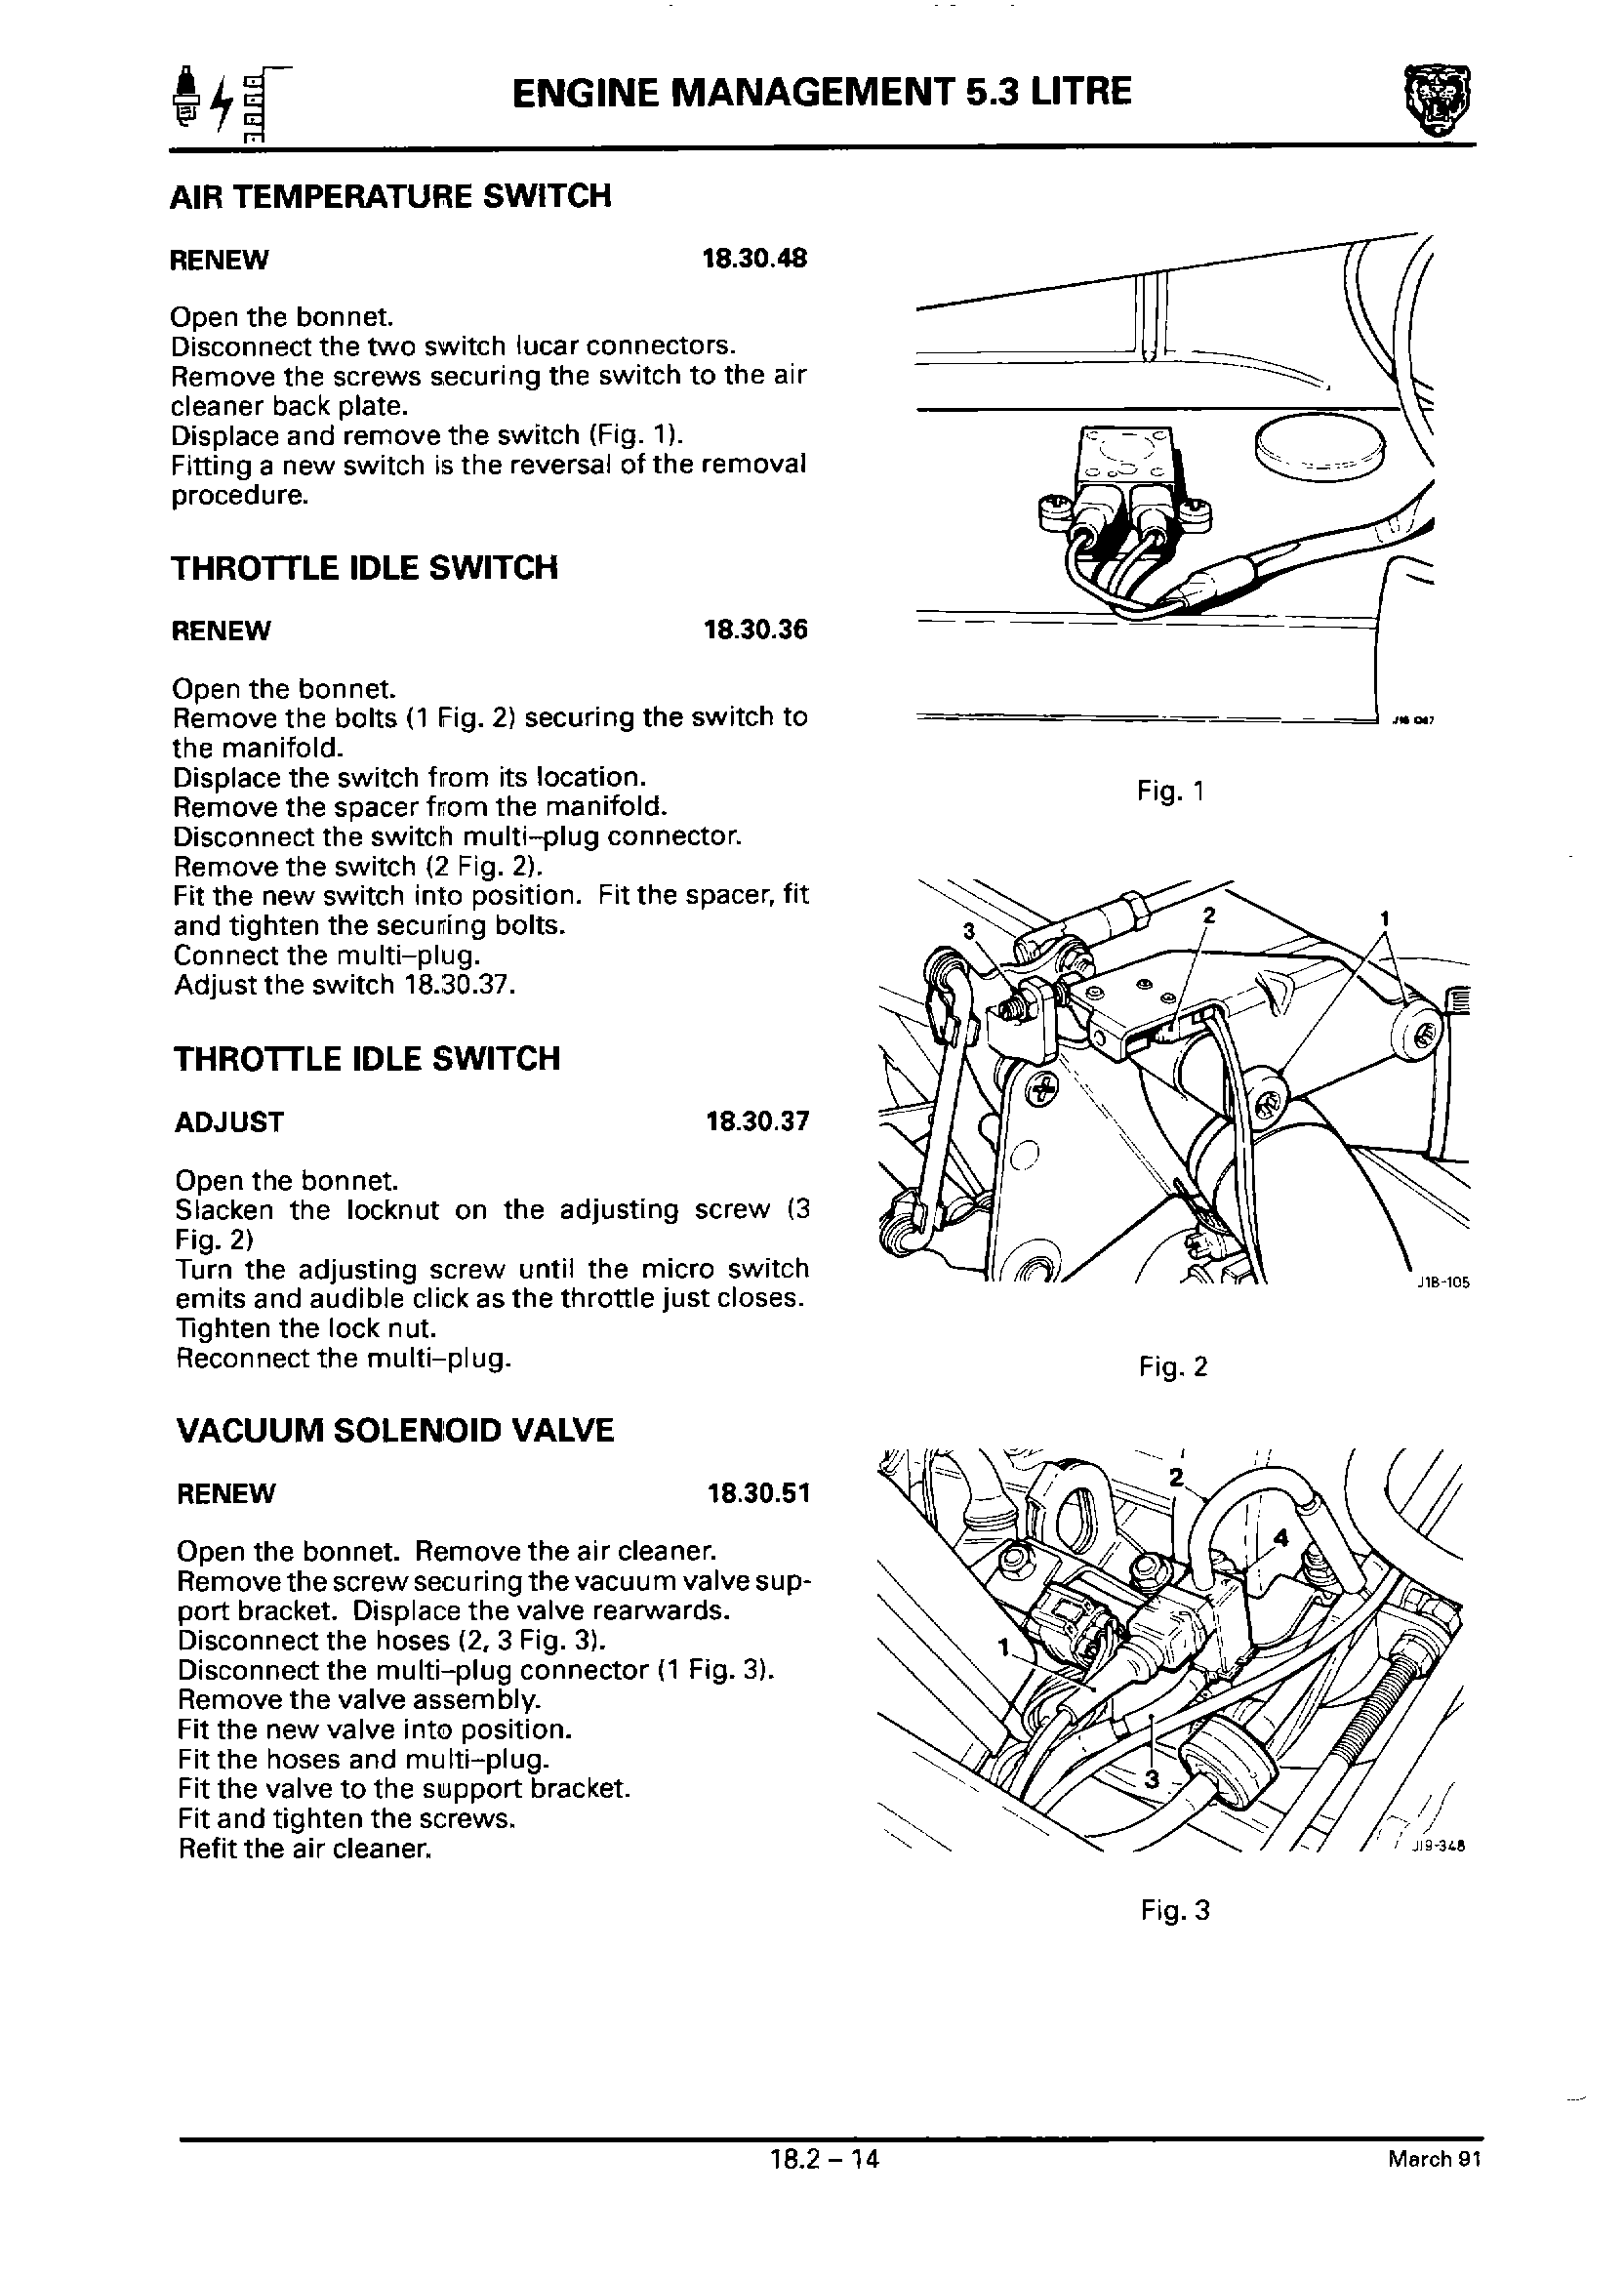 ENGINE MANAGEMENT 5.3 LITRE
AIR TEMPERATURE SWITCH
RENEW 18.30.48
Open the bonnet.
Disconnect the two switch lucar connectors.
Remove the screws securing the switch to the air
cleaner back plate.
Displace and remove the switch (Fig. 1).
Fitting a new switch is the reversal of the removal
procedure.
THROTTLE IDLE SWITCH
RENEW 18.30.36
Open the bonnet.
Remove the bolts (1 Fig. 2) securing the switch to
the manifold.
Displace the switch from its location.
Remove the spacer from the manifold.
Disconnect the switch multi–plug connector.
Remove the switch (2 Fig. 2).
Fit the new switch into position. Fit the spacer, fit
and tighten the securing bolts.
Connect the multi–plug.
Adjust the switch 18.30.37.
THROTTLE IDLE SWITCH
ADJUST 18.30.37
Open the bonnet.
Slacken the locknut on the adjusting screw (3
Fig. 2)
Turn the adjusting screw until the micro switch
emits and audible click as the throttle just closes.
Tighten the lock nut.
Reconnect the multi–plug.
VACUUM SOLENOID VALVE
RENEW 18.30.51
Open the bonnet. Remove the air cleaner.
Remove the screw securing the vacuum valve sup-
port bracket. Displace the valve rearwards.
Disconnect the hoses (2, 3 Fig. 3).
Disconnect the multi–plug connector (1 Fig. 3).
Remove the valve assembly.
Fit the new valve into position.
Fit the hoses and multi–plug.
Fit the valve to the support bracket.
Fit and tighten the screws.
Refit the air cleaner.
Fig. 1
3 2 1
J18-105
Fig. 2
2
4
1
3
J19-348
Fig. 3
18.2 – 14
March 91